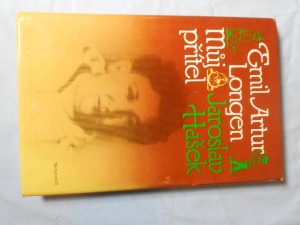 Emil Artur
Longen
můj
přítel
Jaroslav
Hašek